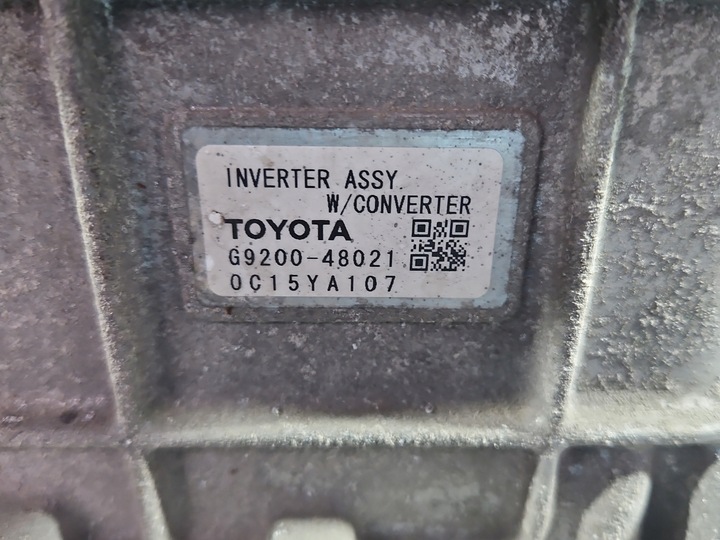 INVERTER ASSY.
W/CONVERTER
TOYOTA
G9200-48021
0C15YA107